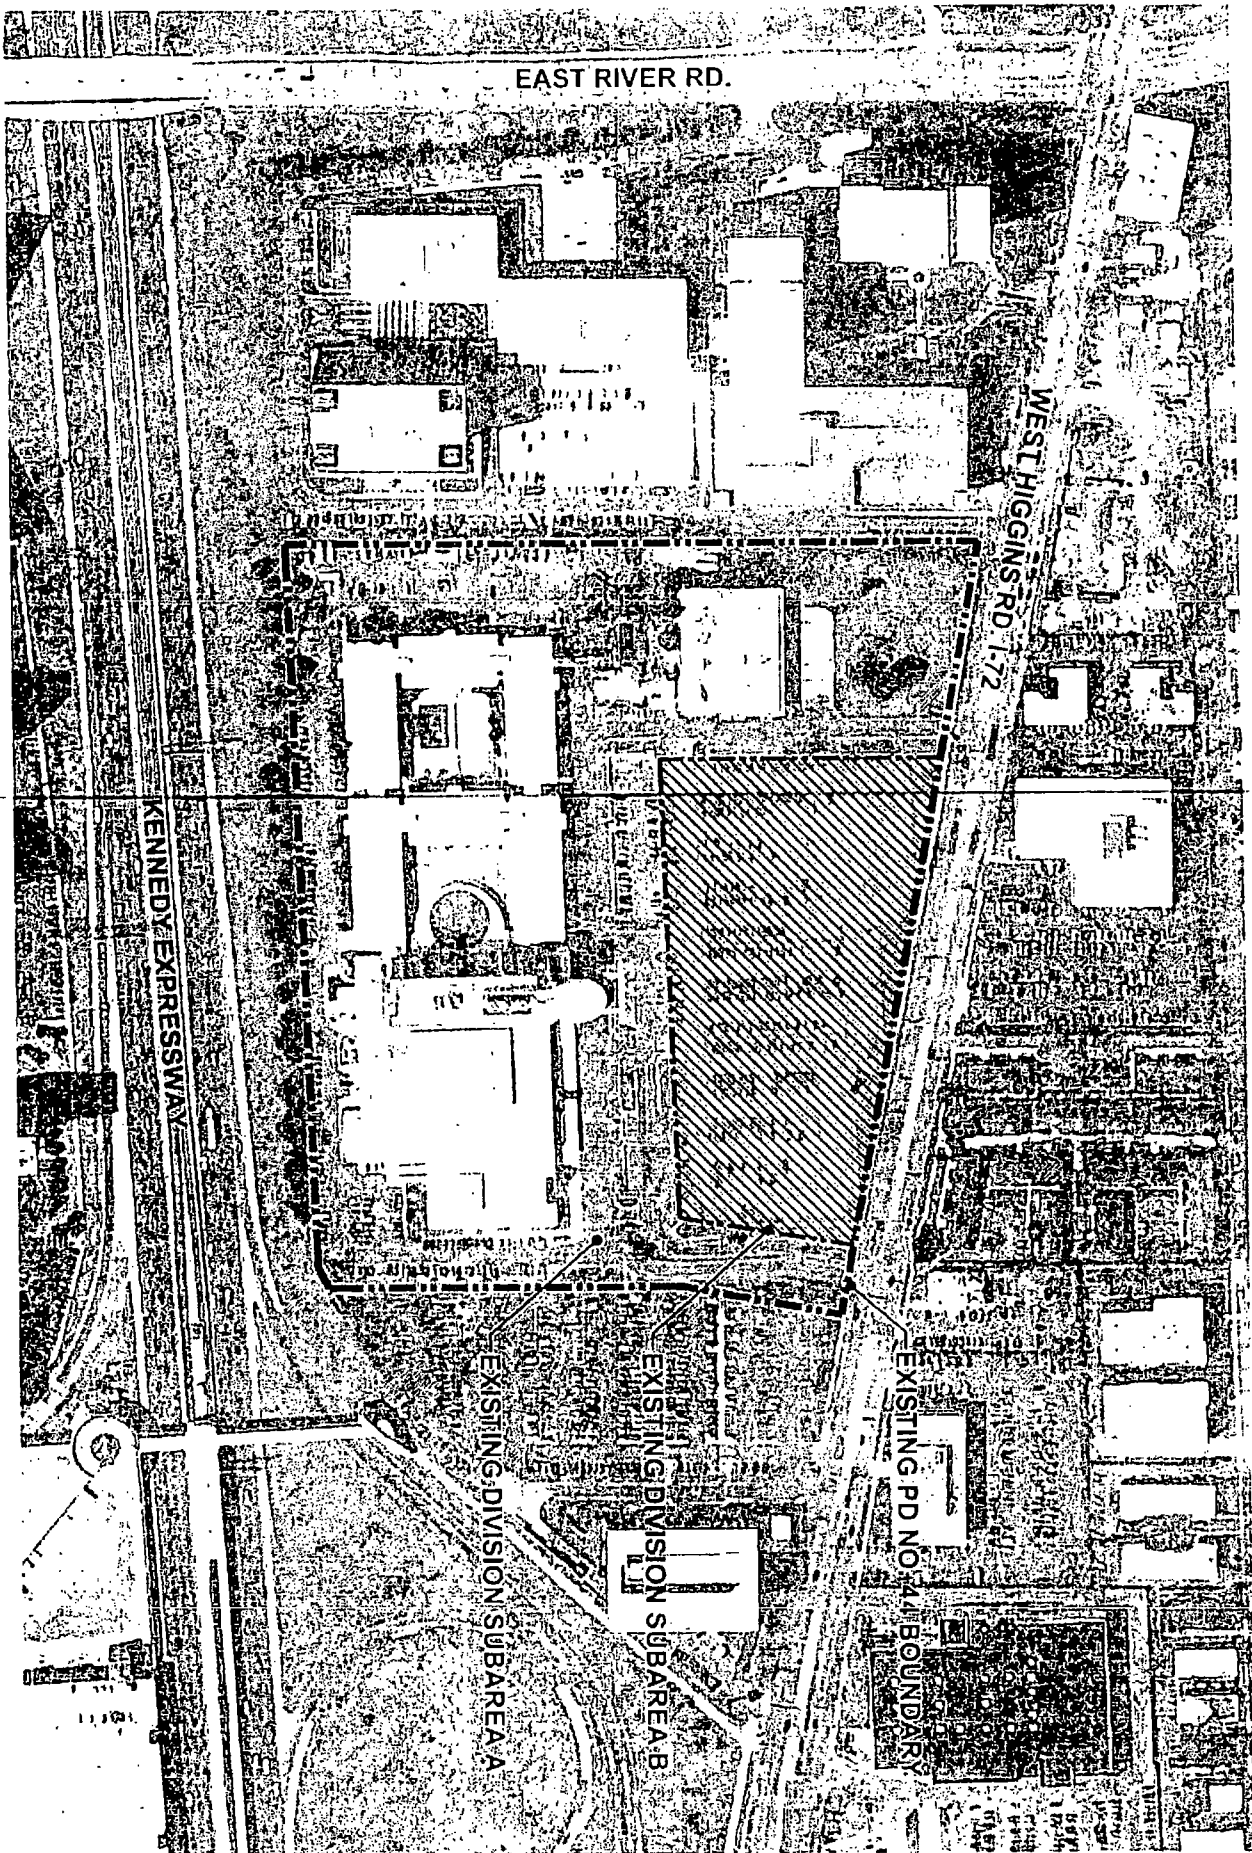 EAST RIVER RD.
WEST HIGGINS RD. I-72
KENNEDY EXPRESSWAY
EXISTING PD NO. 44 BOUNDARY
EXISTING DIVISION SUBAREA B
EXISTING DIVISION SUBAREA A